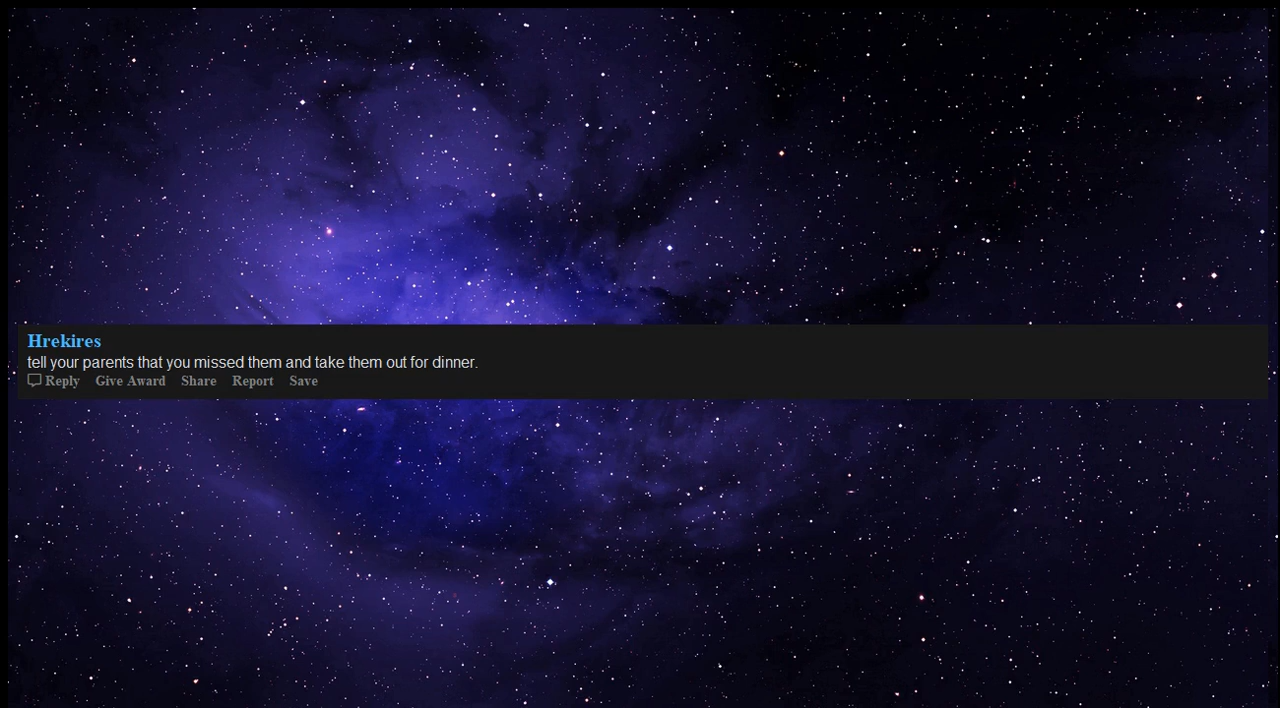 Hrekires
tell your parents that you missed them and take them out for dinner.
Reply Give Award Share Report Save